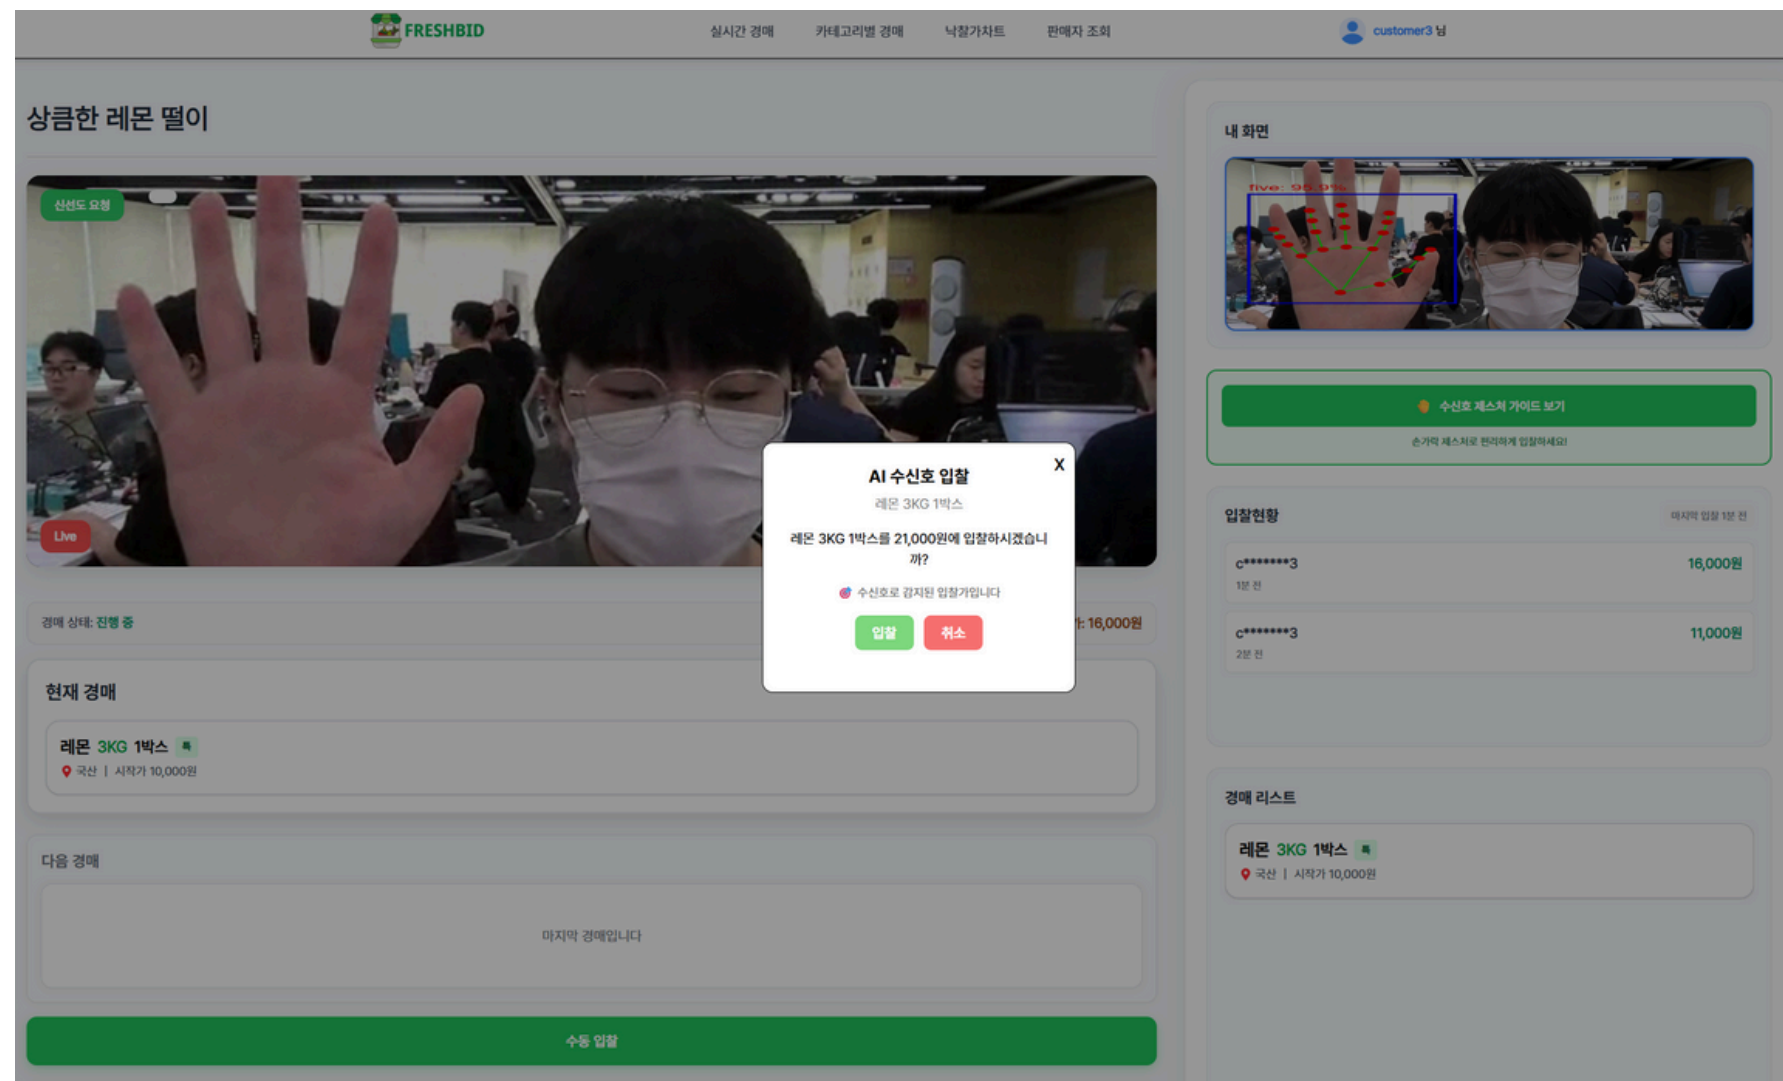 FRESHBID
실시간 경매
카테고리별 경매
낙찰가차트
판매자 조회
customer3 님
상큼한 레몬 떨이
신선도 요청
Live
경매 상태: 진행 중
가: 16,000원
현재 경매
레몬 3KG 1박스 특
국산 | 시작가 10,000원
다음 경매
마지막 경매입니다
수동 입찰
AI 수신호 입찰
X
레몬 3KG 1박스
레몬 3KG 1박스를 21,000원에 입찰하시겠습니
까?
수신호로 감지된 입찰가입니다
입찰
취소
내 화면
five: 95.9%
수신호 제스처 가이드 보기
손가락 제스처로 편리하게 입찰하세요!
입찰현황
마지막 입찰 1분 전
c*******3
16,000원
1분 전
c*******3
11,000원
2분 전
경매 리스트
레몬 3KG 1박스 특
국산 | 시작가 10,000원